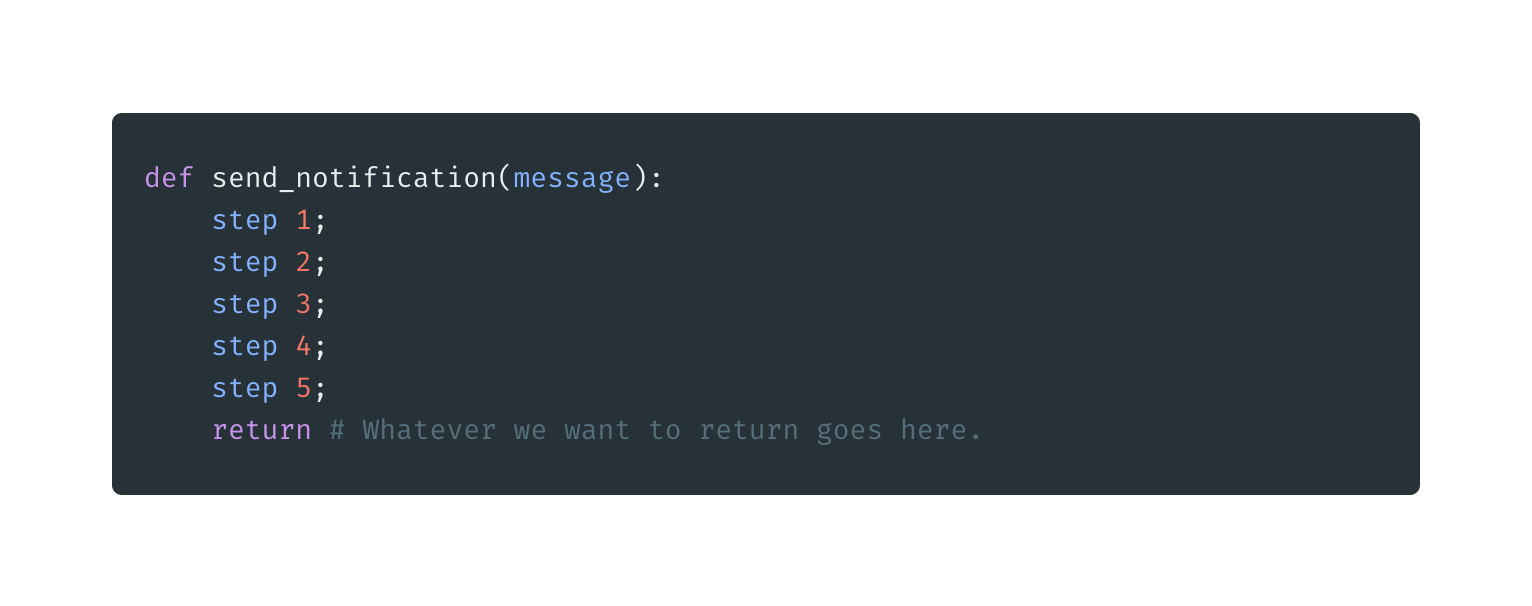 def send_notification(message):
    step 1;
    step 2;
    step 3;
    step 4;
    step 5;
    return # Whatever we want to return goes here.